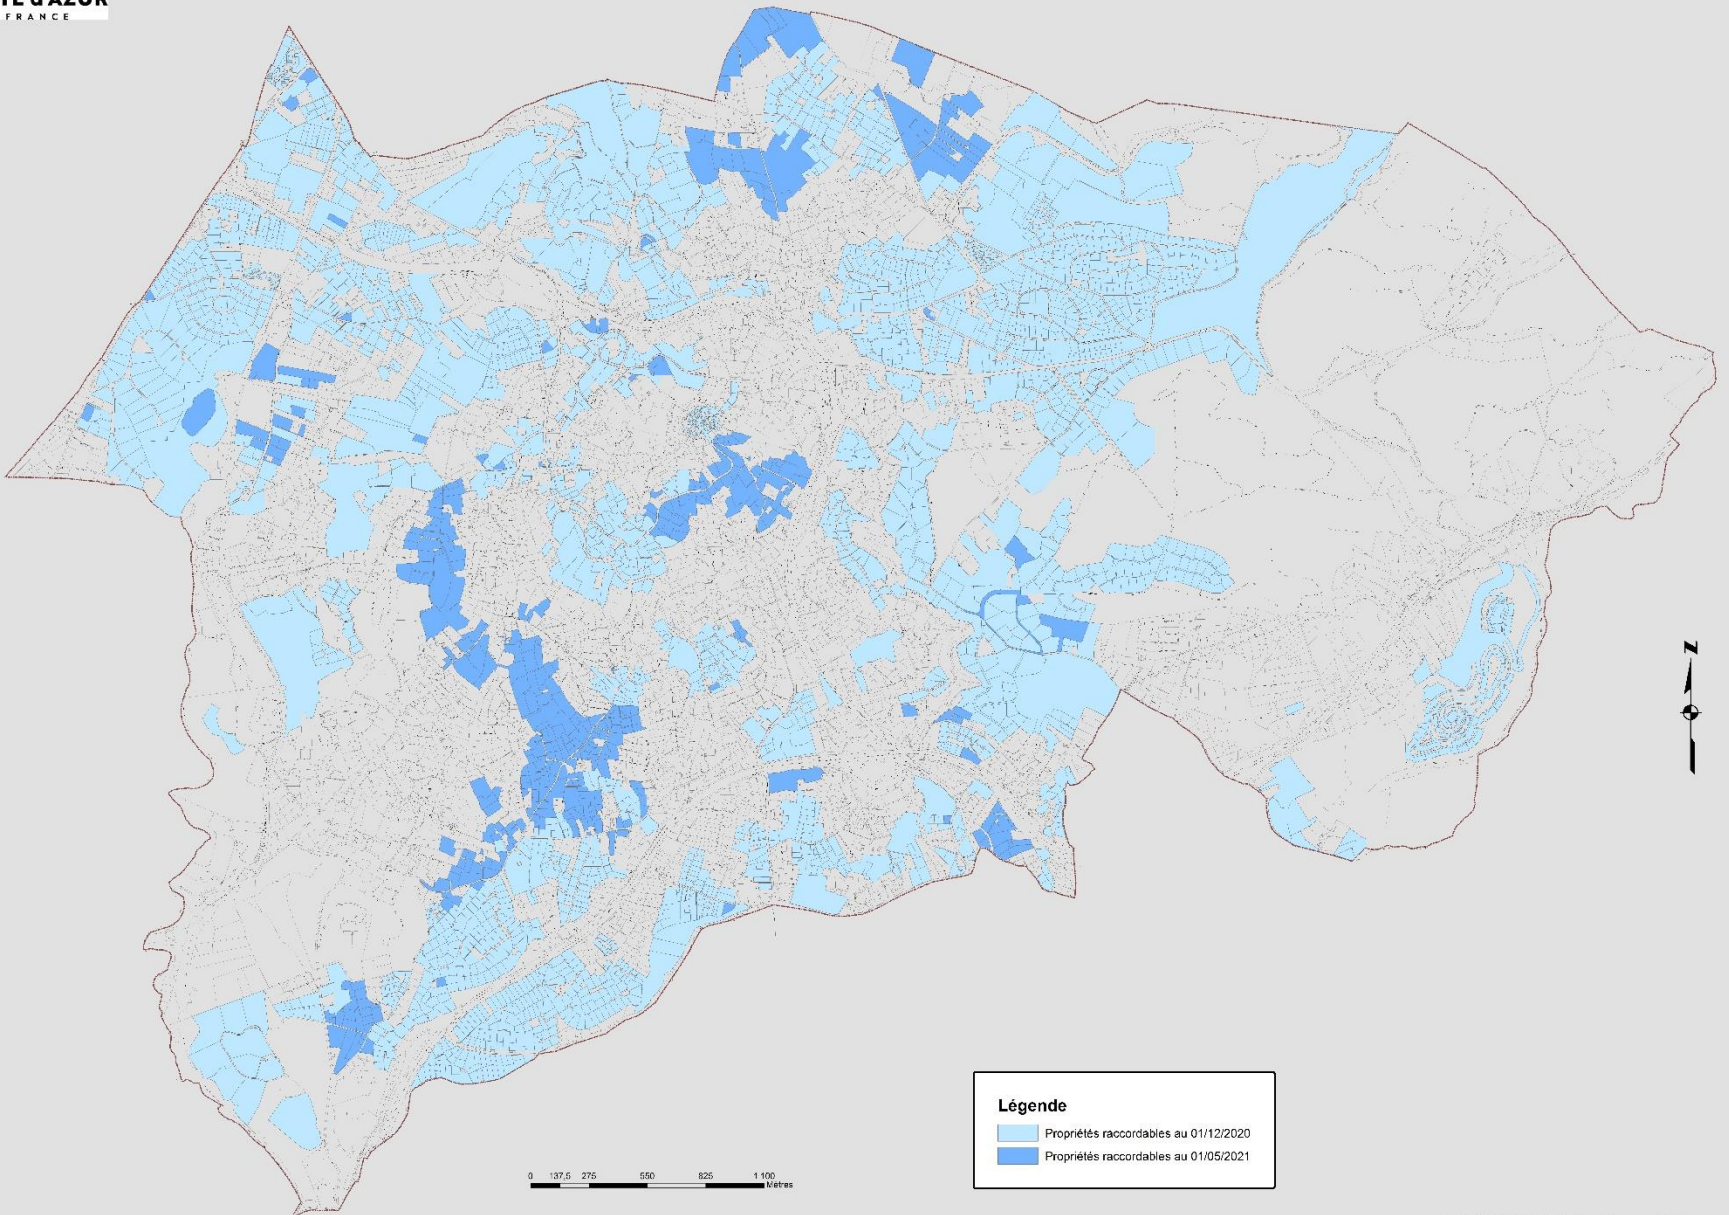 FRANCE
N
Légende
Propriétés raccordables au 01/12/2020
Propriétés raccordables au 01/05/2021
0 137,5 275 550 825 1 100
Mètres